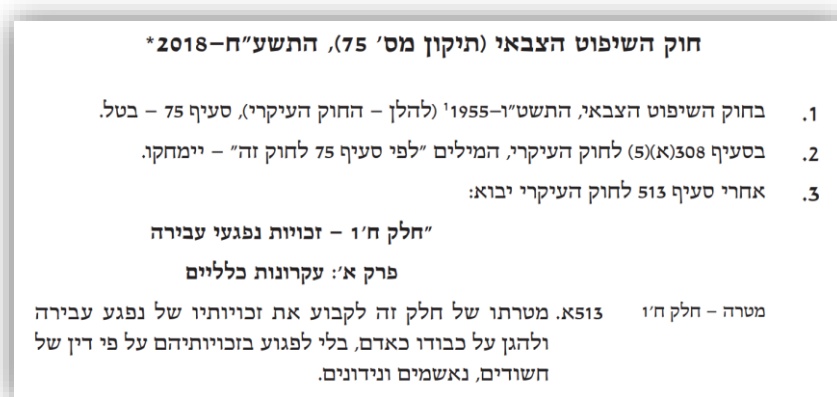 חוק השיפוט הצבאי (תיקון מס׳ 75), התשע״ח–2018*
1. בחוק השיפוט הצבאי, התשט״ו–1955¹ (להלן – החוק העיקרי), סעיף 75 – בטל.
2. בסעיף 308(א)(5) לחוק העיקרי, המילים ״לפי סעיף 75 לחוק זה״ – יימחקו.
3. אחרי סעיף 513 לחוק העיקרי יבוא:
״חלק ח׳1 – זכויות נפגעי עבירה
פרק א׳: עקרונות כלליים
מטרה – חלק ח׳1 513א. מטרתו של חלק זה לקבוע את זכויותיו של נפגע עבירה
ולהגן על כבודו כאדם, בלי לפגוע בזכויותיהם על פי דין של
חשודים, נאשמים ונידונים.